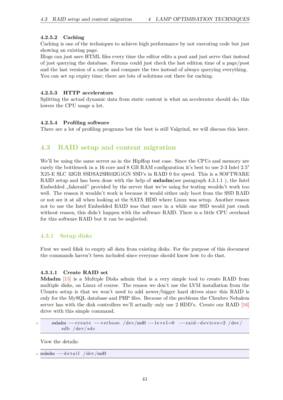 4.3 RAID setup and content migration 4 LAMP OPTIMISATION TECHNIQUES
4.2.5.2 Caching
Caching is one of the techniques to achieve high performance by not executing code but just
showing an existing page.
Blogs can just save HTML files every time the editor edits a post and just serve that instead
of just querying the database. Forums could just check the last edition time of a page/post
and the last version of a cache and compare the two instead of always querying everything.
You can set up expiry time; there are lots of solutions out there for caching.
4.2.5.3 HTTP accelerators
Splitting the actual dynamic data from static content is what an accelerator should do; this
lowers the CPU usage a lot.
4.2.5.4 Profiling software
There are a lot of profiling programs but the best is still Valgrind, we will discuss this later.
4.3 RAID setup and content migration
We'll be using the same server as in the HipHop test case. Since the CPUs and memory are
rarely the bottleneck in a 16 core and 8 GB RAM configuration it's best to use 2-3 Intel 2.5"
X25-E SLC 32GB SSDSA2SH032G1GN SSD's in RAID 0 for speed. This is a SOFTWARE
RAID setup and has been done with the help of mdadm(see paragraph 4.3.1.1 ), the Intel
Embedded „fakeraid" provided by the server that we're using for testing wouldn't work too
well. The reason it wouldn't work is because it would either only boot from the SSD RAID
or not see it at all when looking at the SATA HDD where Linux was setup. Another reason
not to use the Intel Embedded RAID was that once in a while one SSD would just crash
without reason, this didn't happen with the software RAID. There is a little CPU overhead
for this software RAID but it can be neglected.
4.3.1 Setup disks
First we used fdisk to empty all data from existing disks. For the purpose of this document
the commands haven't been included since everyone should know how to do that.
4.3.1.1 Create RAID set
Mdadm [15] is a Multiple Disks admin that is a very simple tool to create RAID from
multiple disks, on Linux of course. The reason we don't use the LVM installation from the
Ubuntu setup is that we won't need to add newer/bigger hard drives since this RAID is
only for the MySQL database and PHP files. Because of the problems the Cloudsra Nehalem
server has with the disk controllers we'll actually only use 2 HDD's. Create our RAID [16]
drive with this simple command.
mdadm --create --verbose /dev/md0 --level=0 --raid-devices=2 /dev/
sdb /dev/sdc
View the details:
mdadm --detail /dev/md0
43